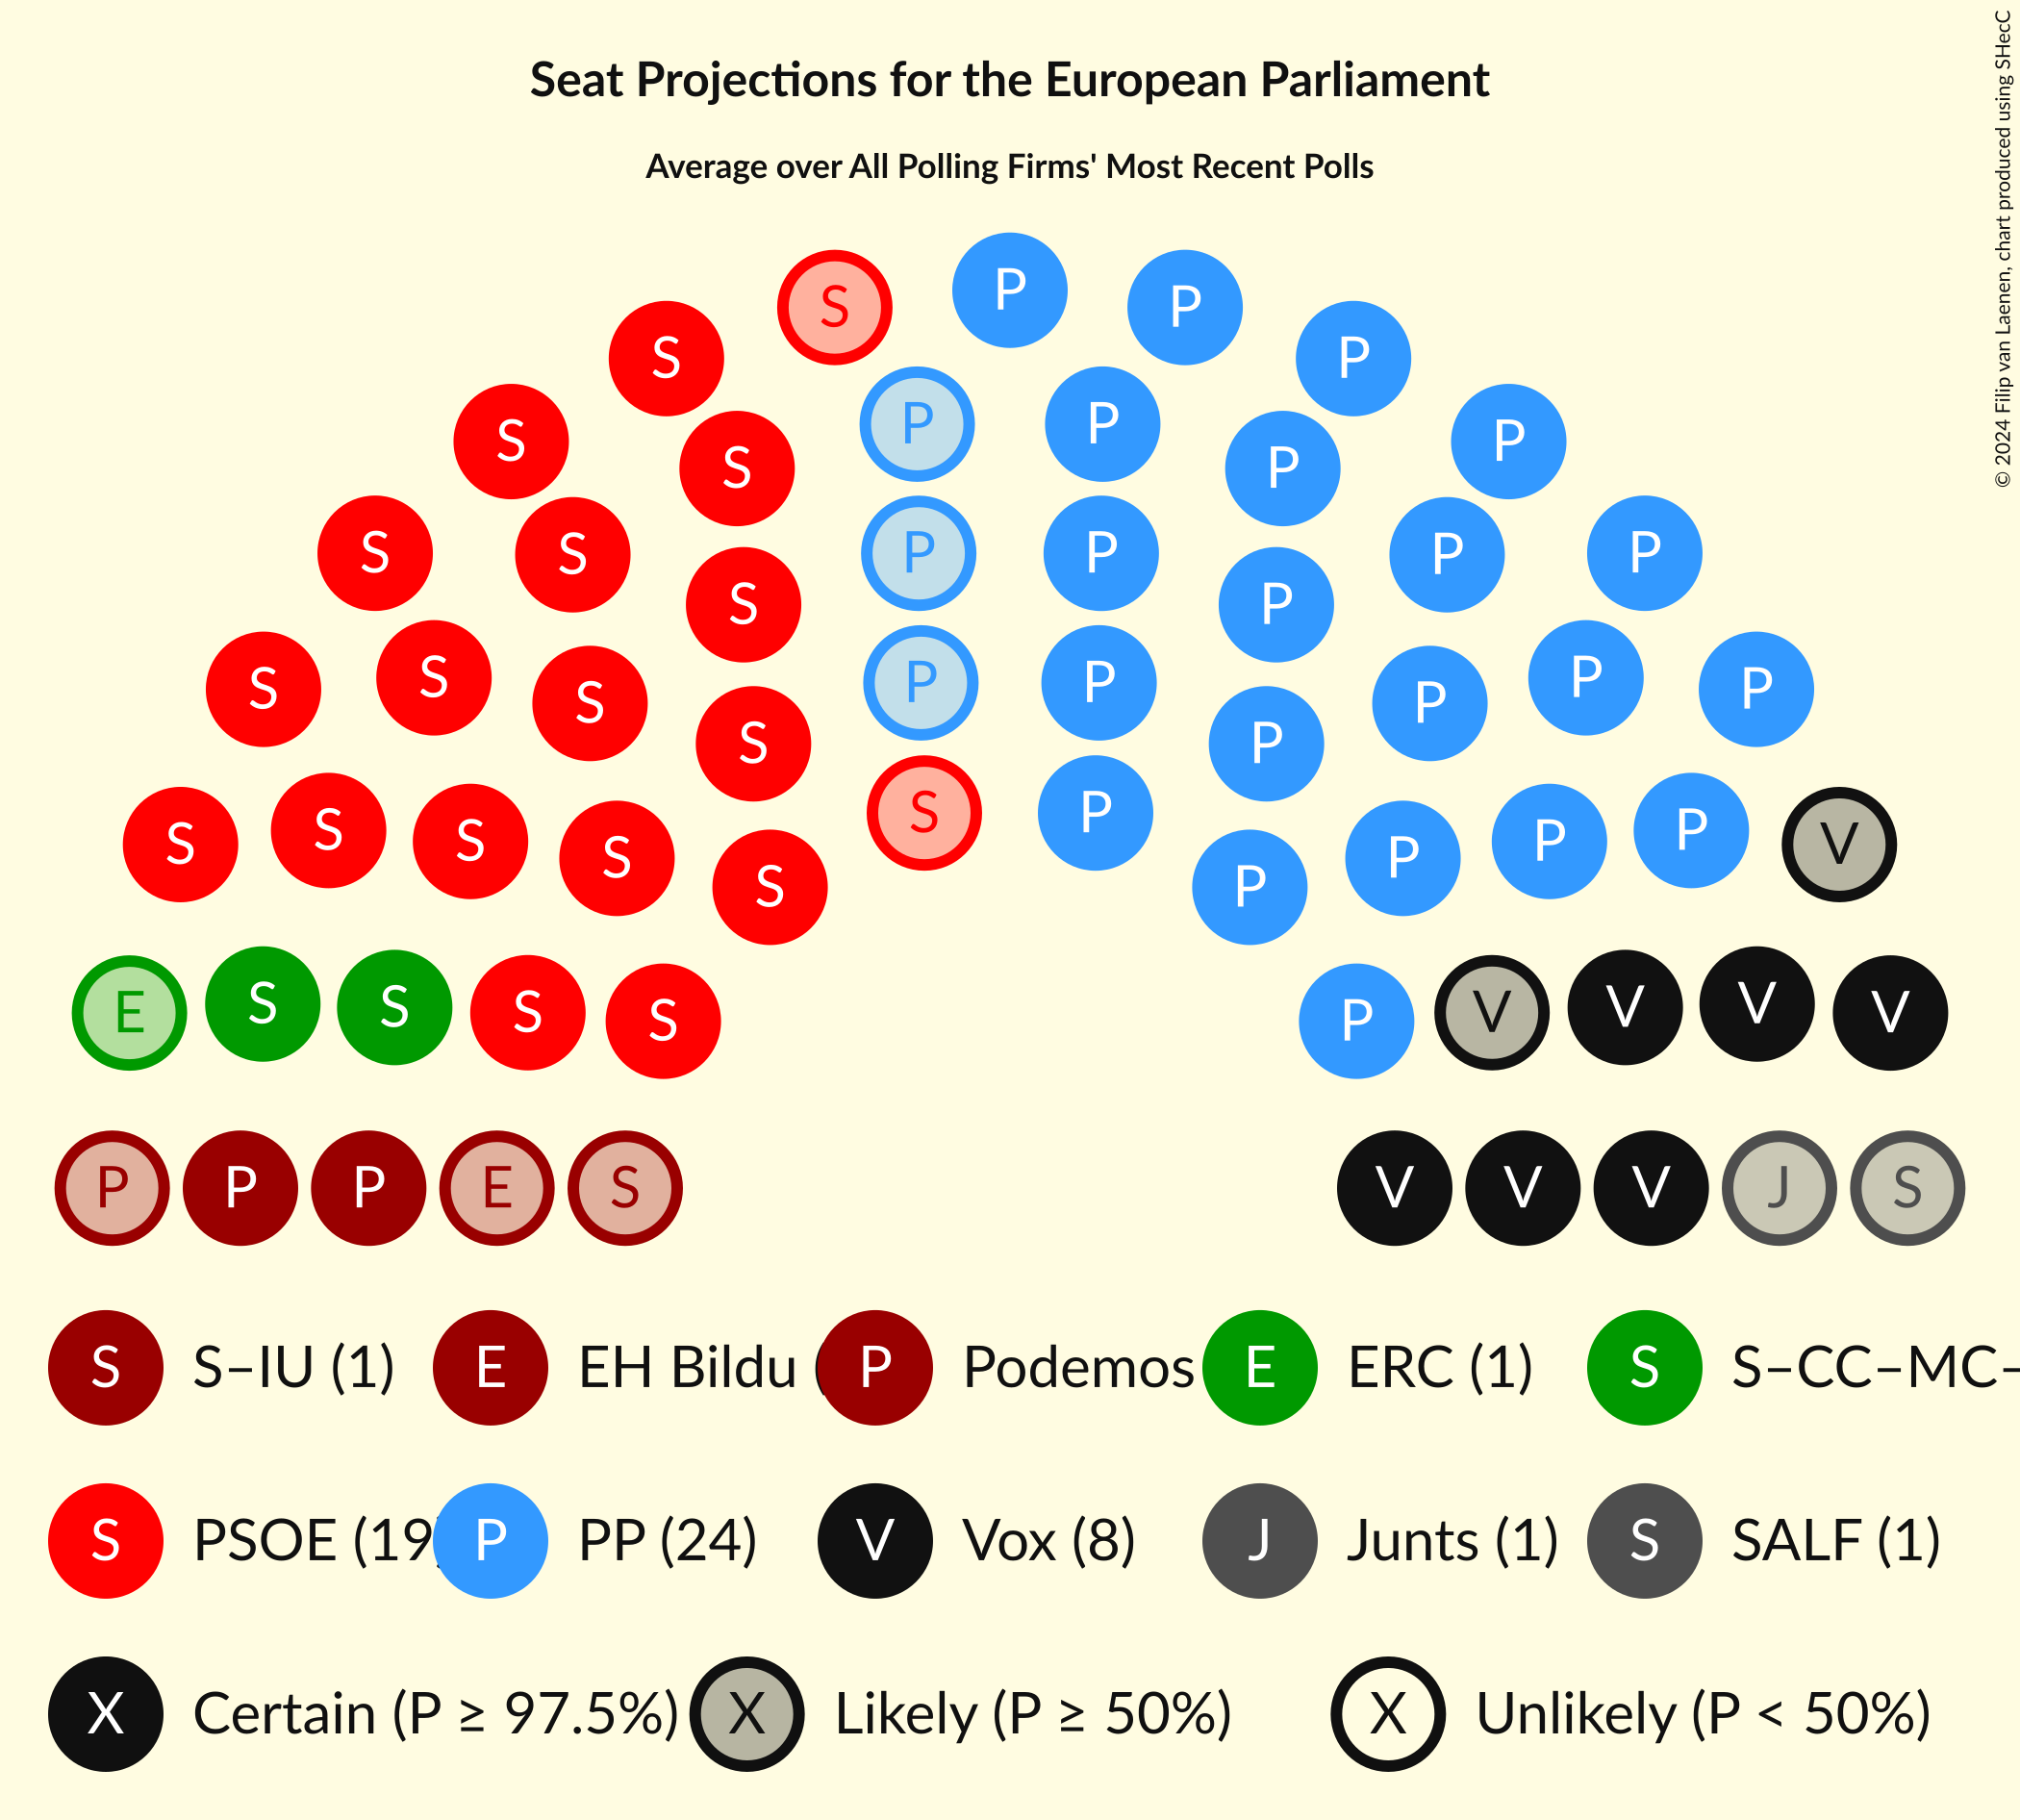 Seat Projections for the European Parliament
Average over All Polling Firms' Most Recent Polls
© 2024 Filip van Laenen, chart produced using SHecC
S P P
S P
S P P P
S S P P
S P P P
S S P P
S P P P
S S P P
S S P P
S P P
S S S P P V
S S P P
E S S S S P V V V V
P P P E S V V V J S
S S–IU (1) E EH Bildu ( P Podemos E ERC (1) S S–CC–MC–
S PSOE (19) P PP (24) V Vox (8) J Junts (1) S SALF (1)
X Certain (P ≥ 97.5%) X Likely (P ≥ 50%) X Unlikely (P < 50%)